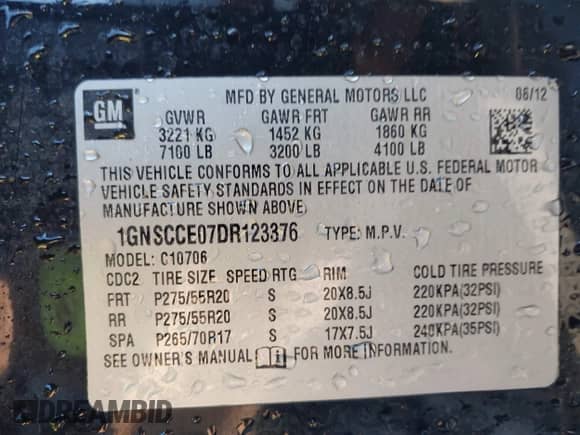 GM
MFD BY GENERAL MOTORS LLC 08/12
GVWR GAWR FRT GAWR RR
3221 KG 1452 KG 1860 KG
7100 LB 3200 LB 4100 LB
THIS VEHICLE CONFORMS TO ALL APPLICABLE U.S. FEDERAL MOTOR
VEHICLE SAFETY STANDARDS IN EFFECT ON THE DATE OF
MANUFACTURE SHOWN ABOVE.
1GNSCCE07DR123376 TYPE: M.P.V.
MODEL: C10706
CDC2 TIRE SIZE SPEED RTG RIM COLD TIRE PRESSURE
FRT P275/55R20 S 20X8.5J 220KPA(32PSI)
RR P275/55R20 S 20X8.5J 220KPA(32PSI)
SPA P265/70R17 S 17X7.5J 240KPA(35PSI)
SEE OWNER'S MANUAL FOR MORE INFORMATION.
DREAMBID